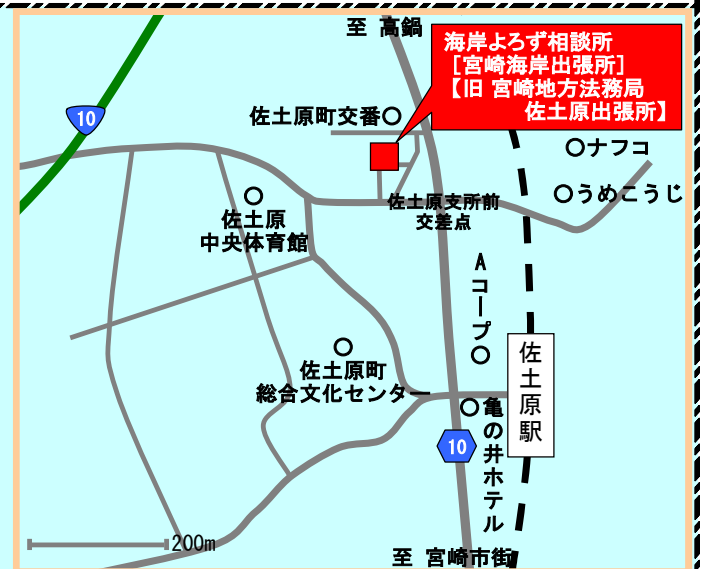 至 高鍋
海岸よろず相談所
［宮崎海岸出張所］
【旧 宮崎地方法務局
佐土原出張所】
10
佐土原町交番
ナフコ
うめこうじ
佐土原支所前
交差点
佐土原
中央体育館
Aコープ
佐土原駅
佐土原町
総合文化センター
亀の井ホテル
10
200m
至 宮崎市街